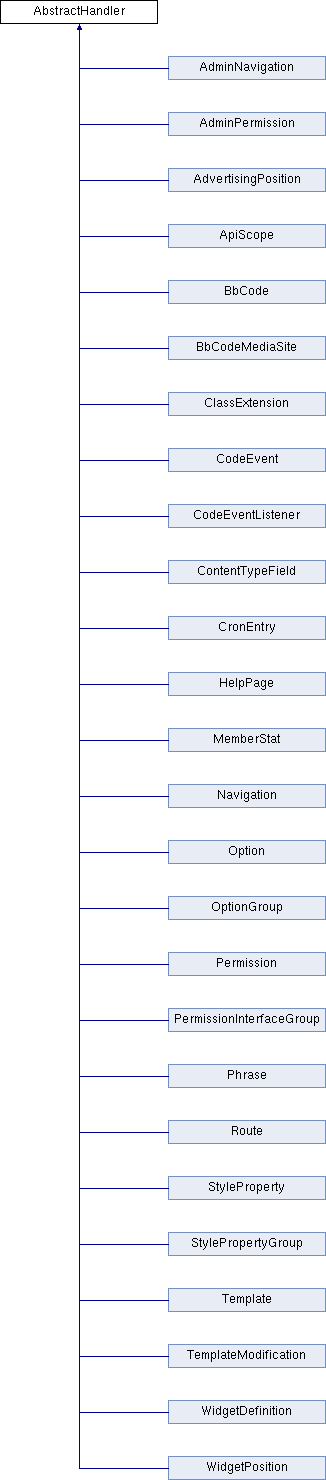 AbstractHandler
AdminNavigation
AdminPermission
AdvertisingPosition
ApiScope
BbCode
BbCodeMediaSite
ClassExtension
CodeEvent
CodeEventListener
ContentTypeField
CronEntry
HelpPage
MemberStat
Navigation
Option
OptionGroup
Permission
PermissionInterfaceGroup
Phrase
Route
StyleProperty
StylePropertyGroup
Template
TemplateModification
WidgetDefinition
WidgetPosition